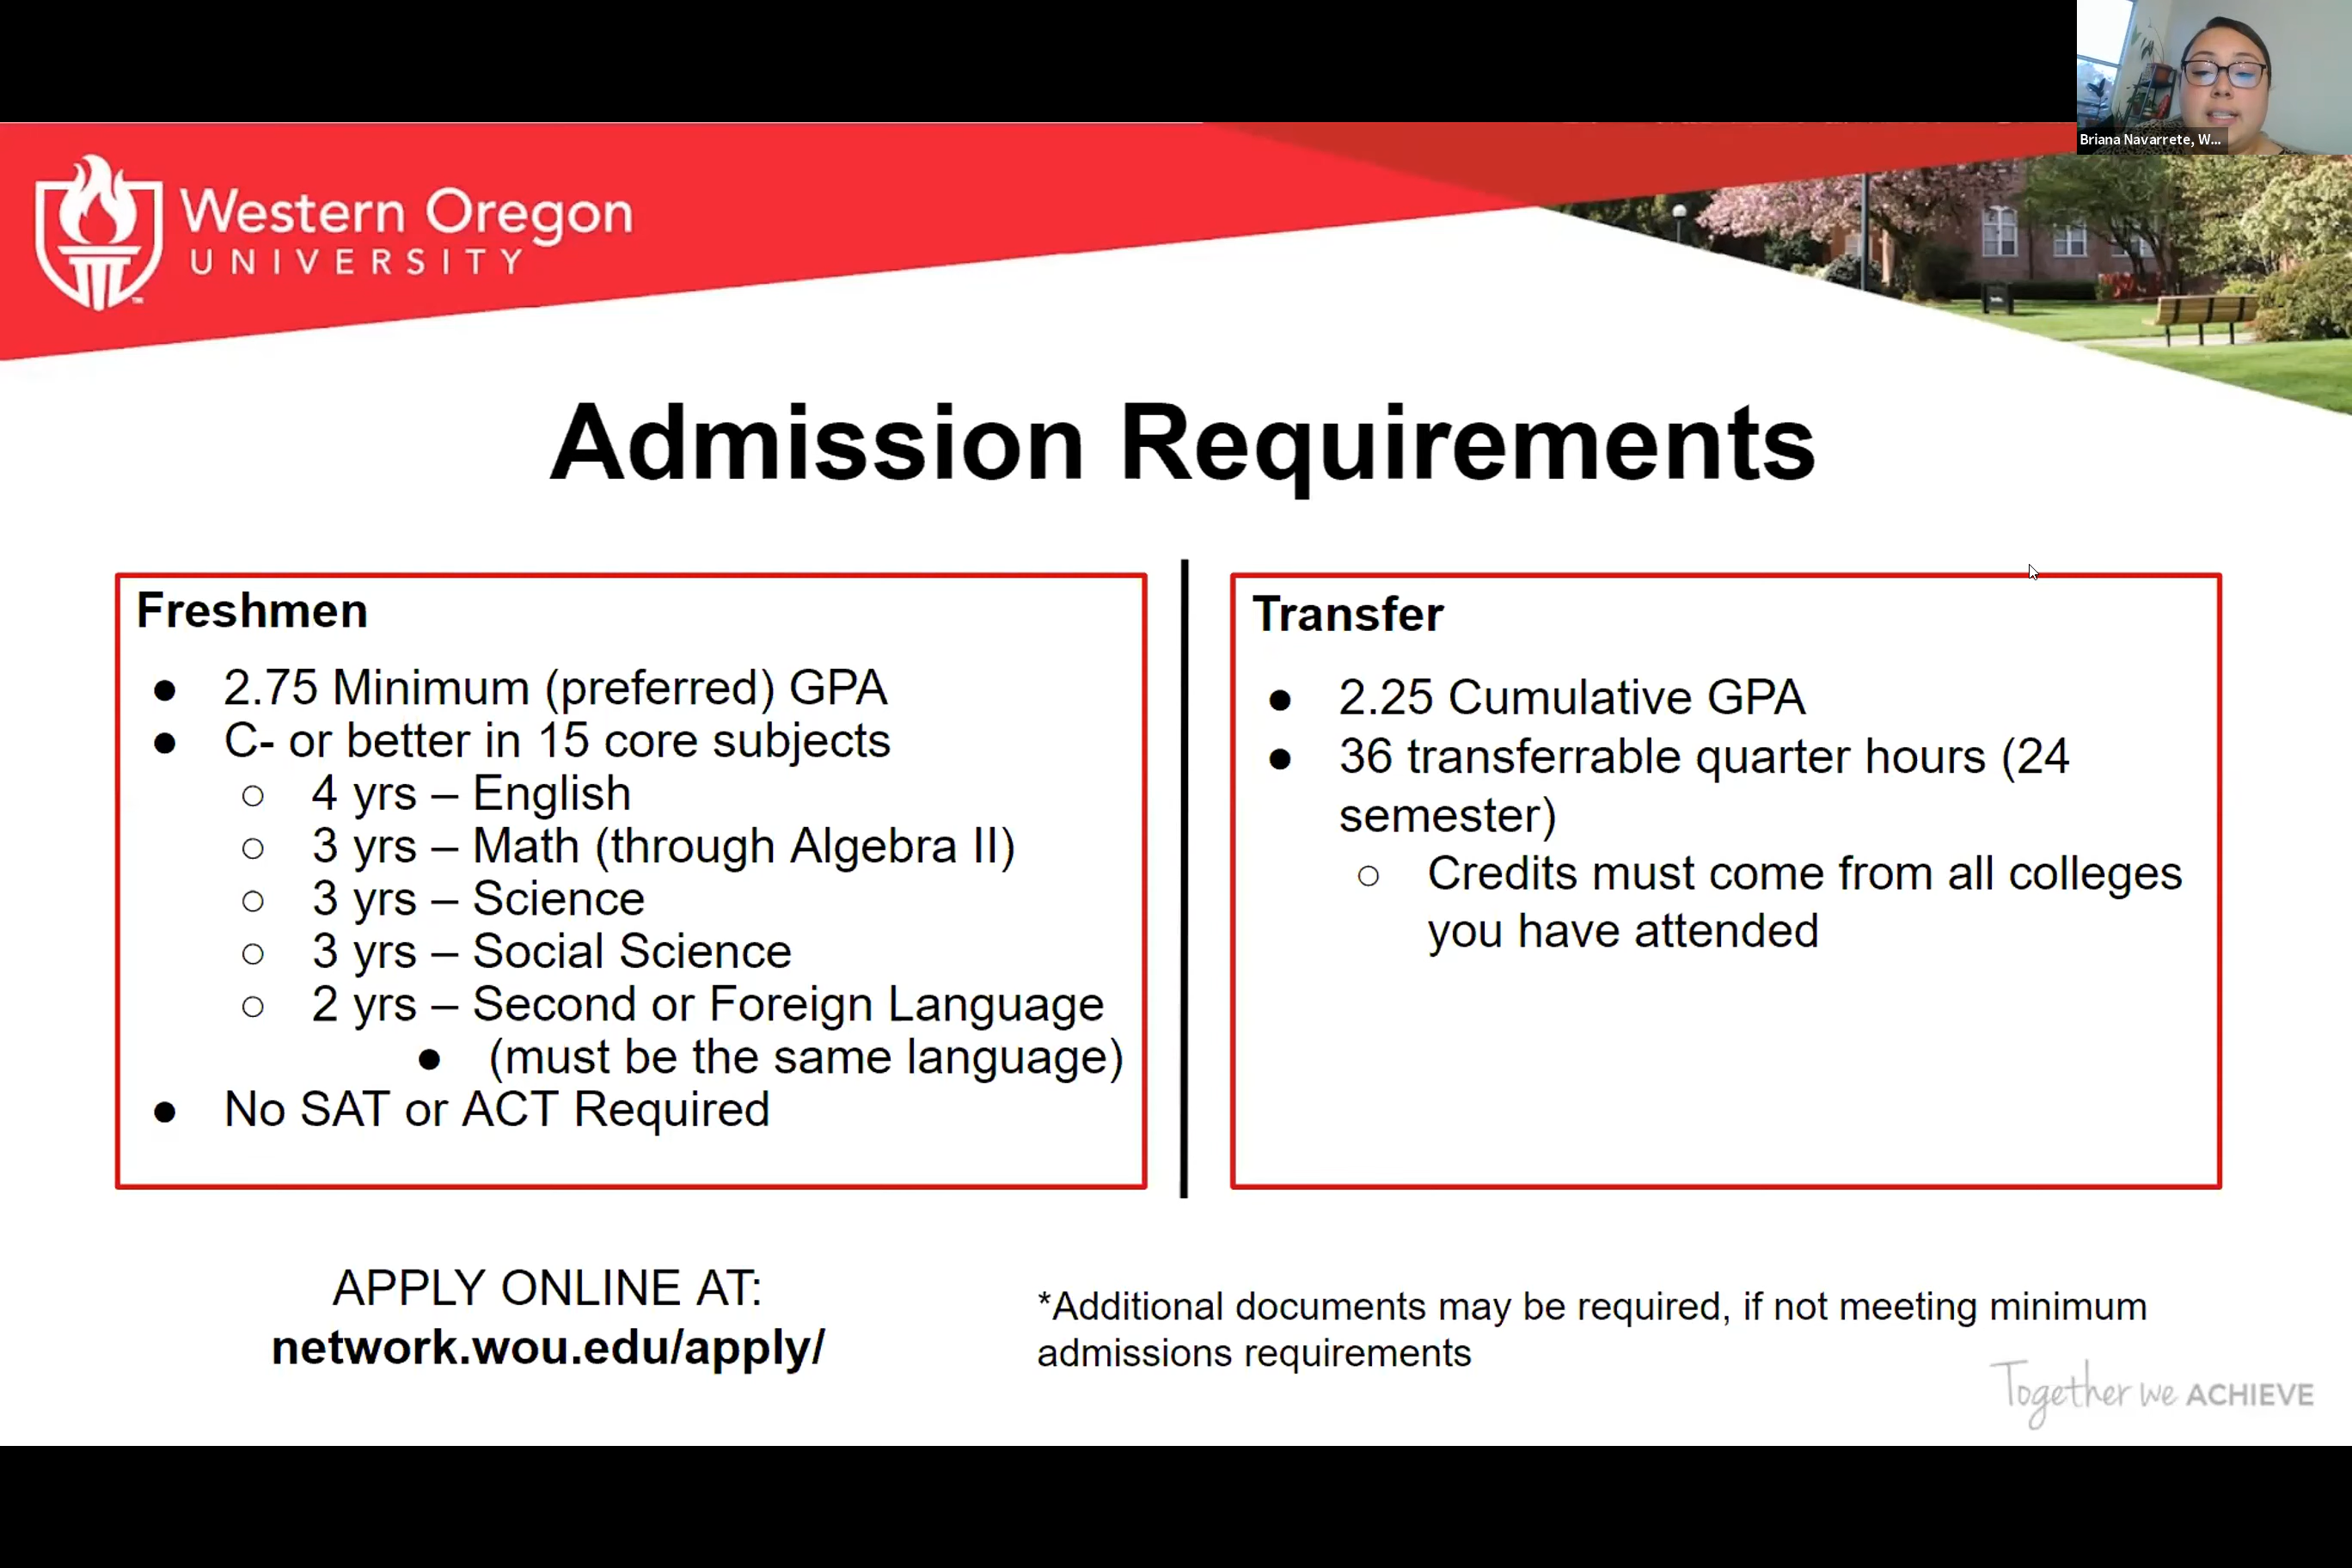 Briana Navarrete, W...
Western Oregon
UNIVERSITY
™
Admission Requirements
Freshmen
● 2.75 Minimum (preferred) GPA
● C- or better in 15 core subjects
○ 4 yrs – English
○ 3 yrs – Math (through Algebra II)
○ 3 yrs – Science
○ 3 yrs – Social Science
○ 2 yrs – Second or Foreign Language
● (must be the same language)
● No SAT or ACT Required
Transfer
● 2.25 Cumulative GPA
● 36 transferrable quarter hours (24
semester)
○ Credits must come from all colleges
you have attended
APPLY ONLINE AT:
network.wou.edu/apply/
*Additional documents may be required, if not meeting minimum
admissions requirements
Together we ACHIEVE